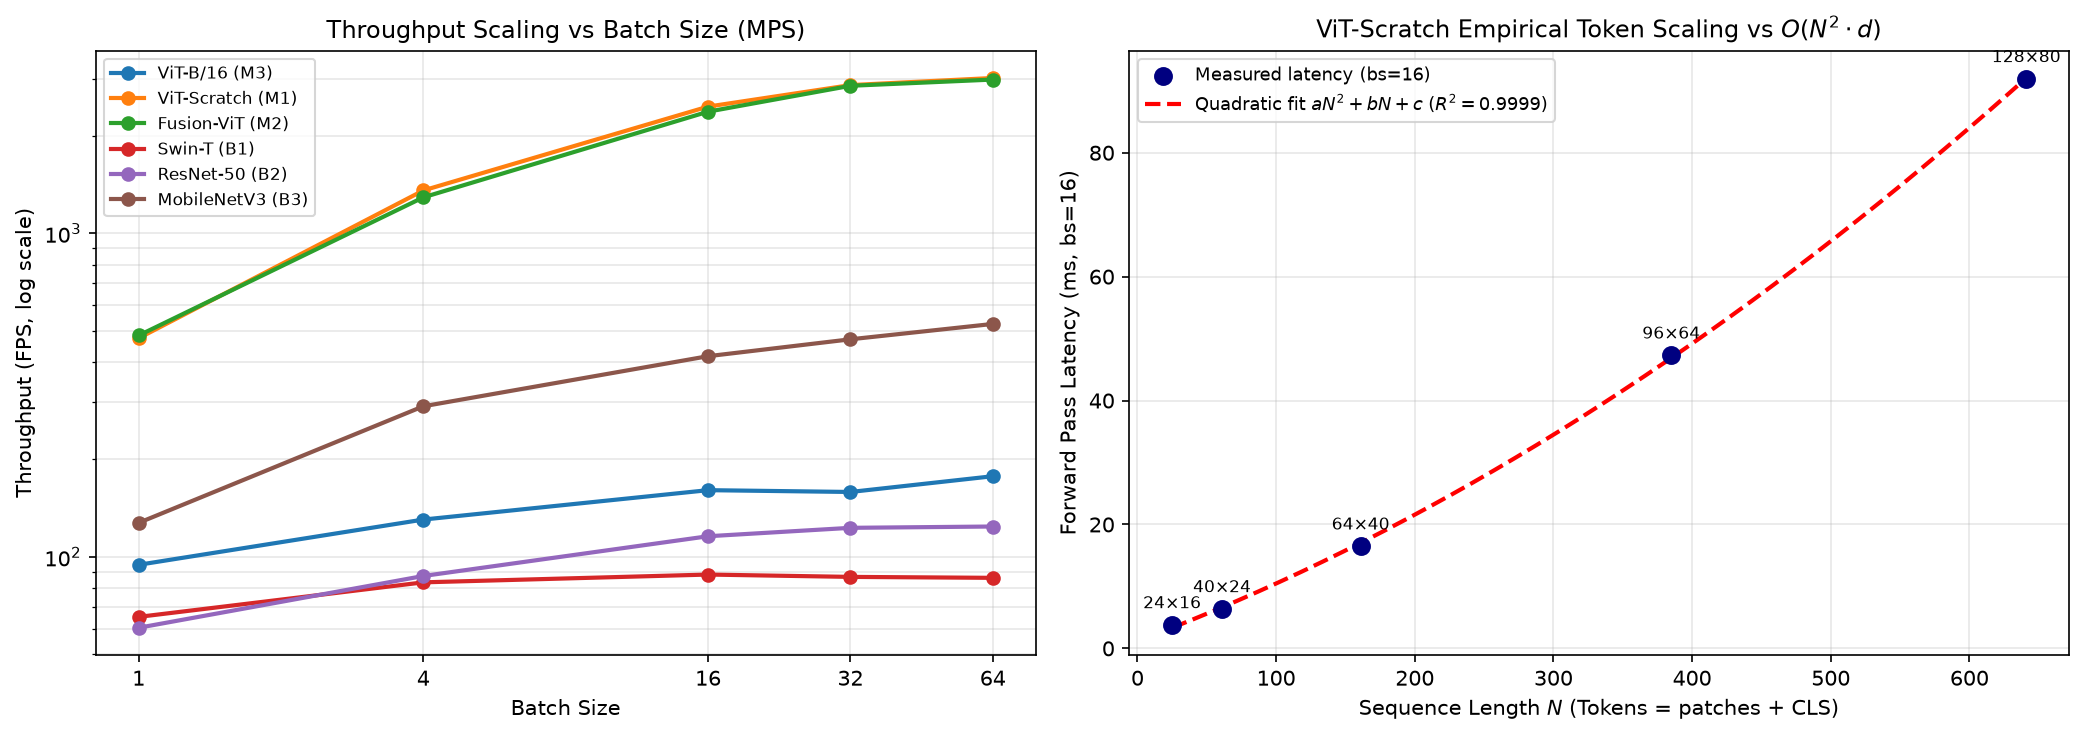 Throughput Scaling vs Batch Size (MPS)
ViT-B/16 (M3)
ViT-Scratch (M1)
Fusion-ViT (M2)
Swin-T (B1)
ResNet-50 (B2)
MobileNetV3 (B3)
Throughput (FPS, log scale)
10³
10²
1 4 16 32 64
Batch Size
ViT-Scratch Empirical Token Scaling vs O(N² · d)
Measured latency (bs=16)
Quadratic fit aN² + bN + c (R² = 0.9999)
128×80
96×64
64×40
40×24
24×16
Forward Pass Latency (ms, bs=16)
80
60
40
20
0
0 100 200 300 400 500 600
Sequence Length N (Tokens = patches + CLS)